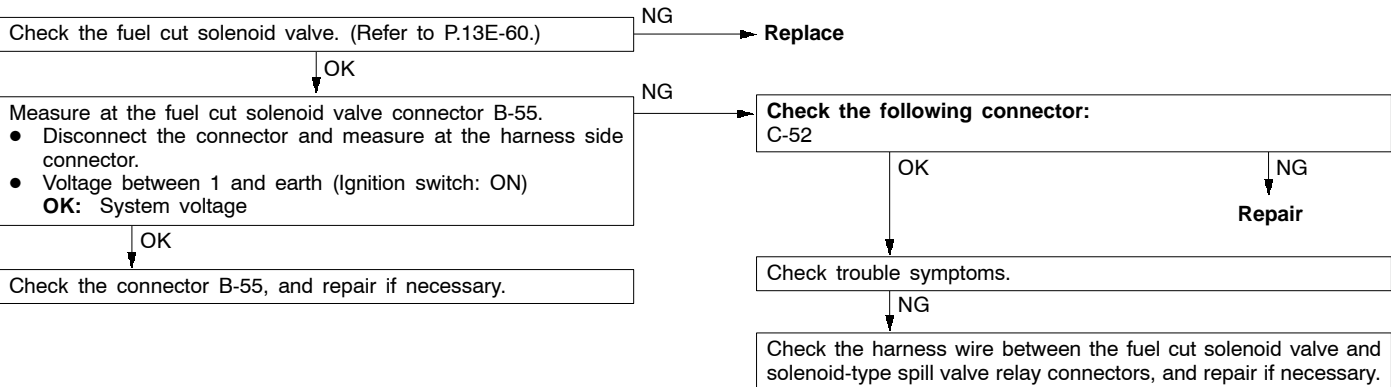 Check the fuel cut solenoid valve. (Refer to P.13E-60.)
NG
Replace
OK
Measure at the fuel cut solenoid valve connector B-55.
● Disconnect the connector and measure at the harness side
connector.
● Voltage between 1 and earth (Ignition switch: ON)
OK: System voltage
NG
Check the following connector:
C-52
OK
NG
Repair
OK
Check the connector B-55, and repair if necessary.
Check trouble symptoms.
NG
Check the harness wire between the fuel cut solenoid valve and
solenoid-type spill valve relay connectors, and repair if necessary.